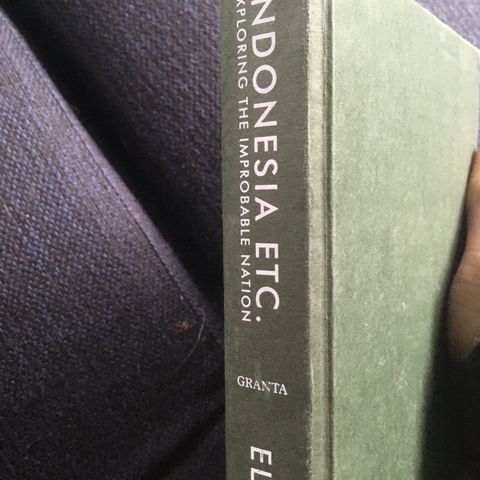 NDONESIA ETC.
XPLORING THE IMPROBABLE NATION
GRANTA
EL